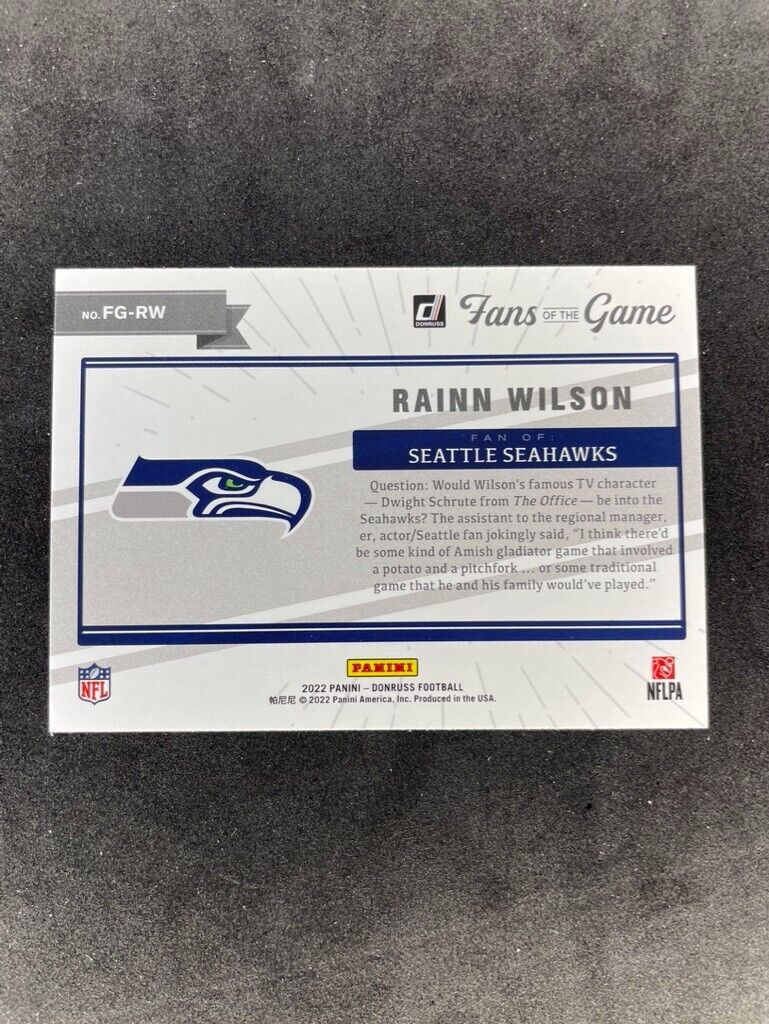 NO. FG-RW
DONRUSS
Fans OF THE Game
RAINN WILSON
FAN OF:
SEATTLE SEAHAWKS
Question: Would Wilson's famous TV character
— Dwight Schrute from The Office — be into the
Seahawks? The assistant to the regional manager,
er, actor/Seattle fan jokingly said, “I think there'd
be some kind of Amish gladiator game that involved
a potato and a pitchfork ... or some traditional
game that he and his family would've played.”
NFL
PANINI
2022 PANINI – DONRUSS FOOTBALL
帕尼尼 © 2022 Panini America, Inc. Produced in the USA.
NFLPA